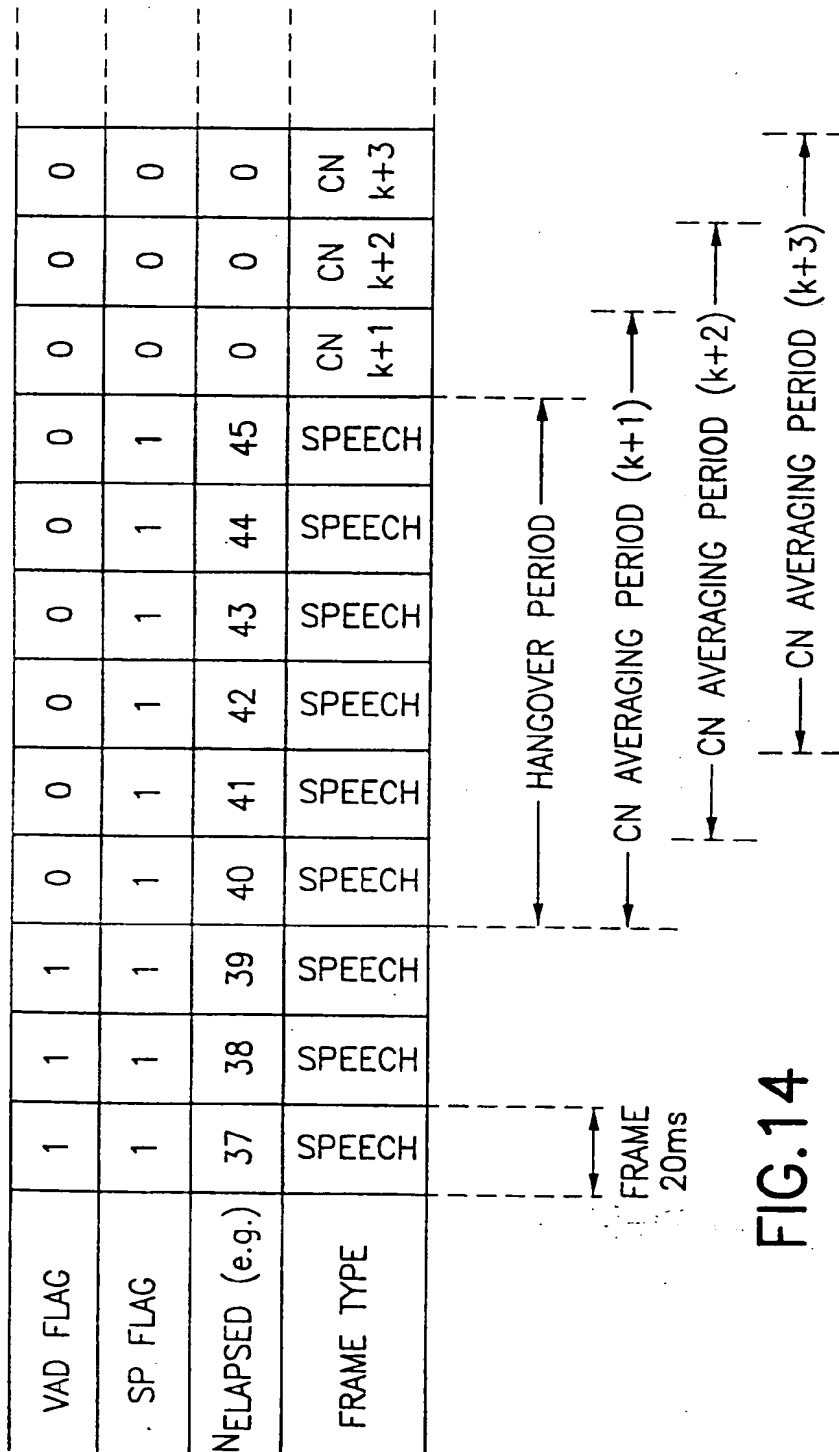 VAD FLAG 1 1 1 0 0 0 0 0 0 0 0 0
SP FLAG 1 1 1 1 1 1 1 1 1 0 0 0
NELAPSED (e.g.) 37 38 39 40 41 42 43 44 45 0 0 0
FRAME TYPE SPEECH SPEECH SPEECH SPEECH SPEECH SPEECH SPEECH SPEECH SPEECH CN k+1 CN k+2 CN k+3
HANGOVER PERIOD
FRAME
20ms
CN AVERAGING PERIOD (k+1)
CN AVERAGING PERIOD (k+2)
CN AVERAGING PERIOD (k+3)
FIG.14